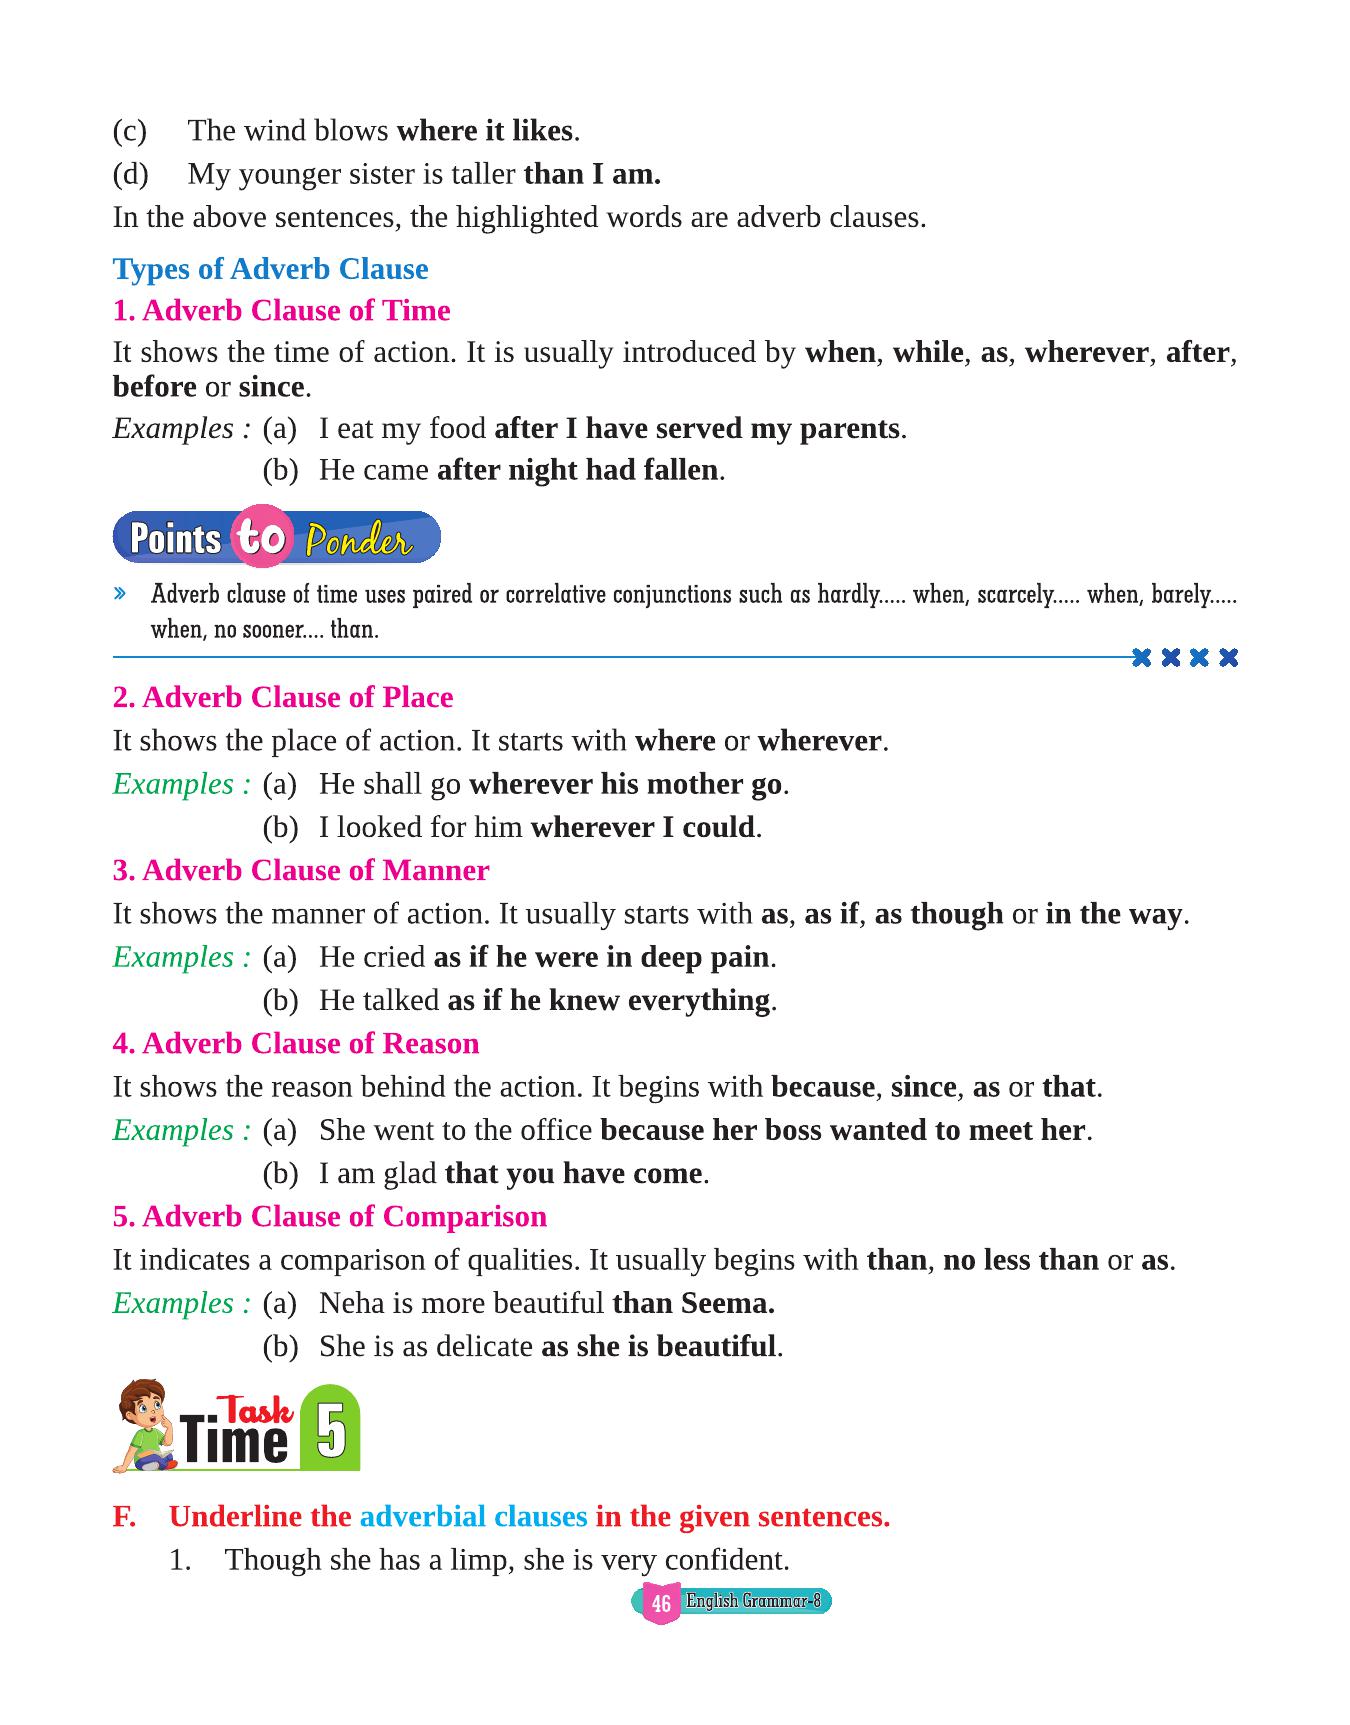 (c) The wind blows where it likes.
(d) My younger sister is taller than I am.
In the above sentences, the highlighted words are adverb clauses.
Types of Adverb Clause
1. Adverb Clause of Time
It shows the time of action. It is usually introduced by when, while, as, wherever, after,
before or since.
Examples : (a) I eat my food after I have served my parents.
(b) He came after night had fallen.
Points to Ponder
» Adverb clause of time uses paired or correlative conjunctions such as hardly..... when, scarcely..... when, barely.....
when, no sooner.... than.
2. Adverb Clause of Place
It shows the place of action. It starts with where or wherever.
Examples : (a) He shall go wherever his mother go.
(b) I looked for him wherever I could.
3. Adverb Clause of Manner
It shows the manner of action. It usually starts with as, as if, as though or in the way.
Examples : (a) He cried as if he were in deep pain.
(b) He talked as if he knew everything.
4. Adverb Clause of Reason
It shows the reason behind the action. It begins with because, since, as or that.
Examples : (a) She went to the office because her boss wanted to meet her.
(b) I am glad that you have come.
5. Adverb Clause of Comparison
It indicates a comparison of qualities. It usually begins with than, no less than or as.
Examples : (a) Neha is more beautiful than Seema.
(b) She is as delicate as she is beautiful.
Task
Time 5
F. Underline the adverbial clauses in the given sentences.
1. Though she has a limp, she is very confident.
46 English Grammar-8